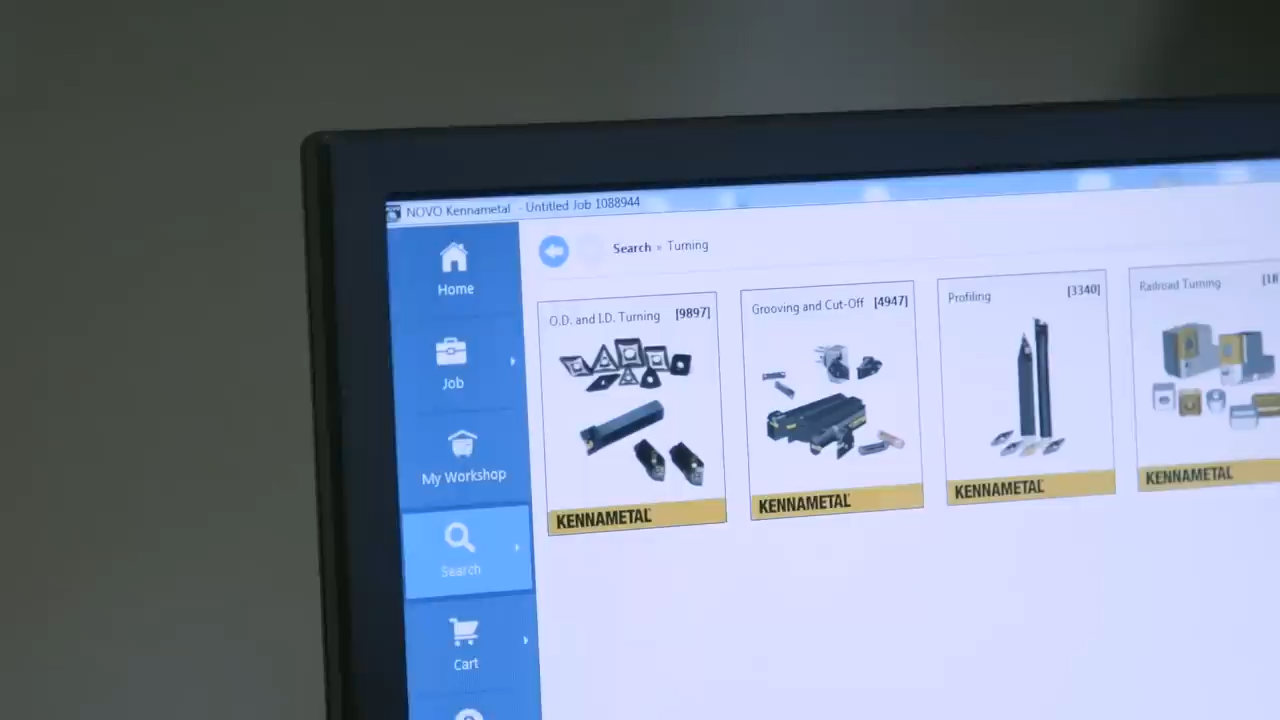 NOVO Kennametal - Untitled Job 1088944
Home
Job
My Workshop
Search
Cart
Search » Turning
O.D. and I.D. Turning [9897]
KENNAMETAL
Grooving and Cut-Off [4947]
KENNAMETAL
Profiling [3340]
KENNAMETAL
Railroad Turning [18
KENNAMETAL